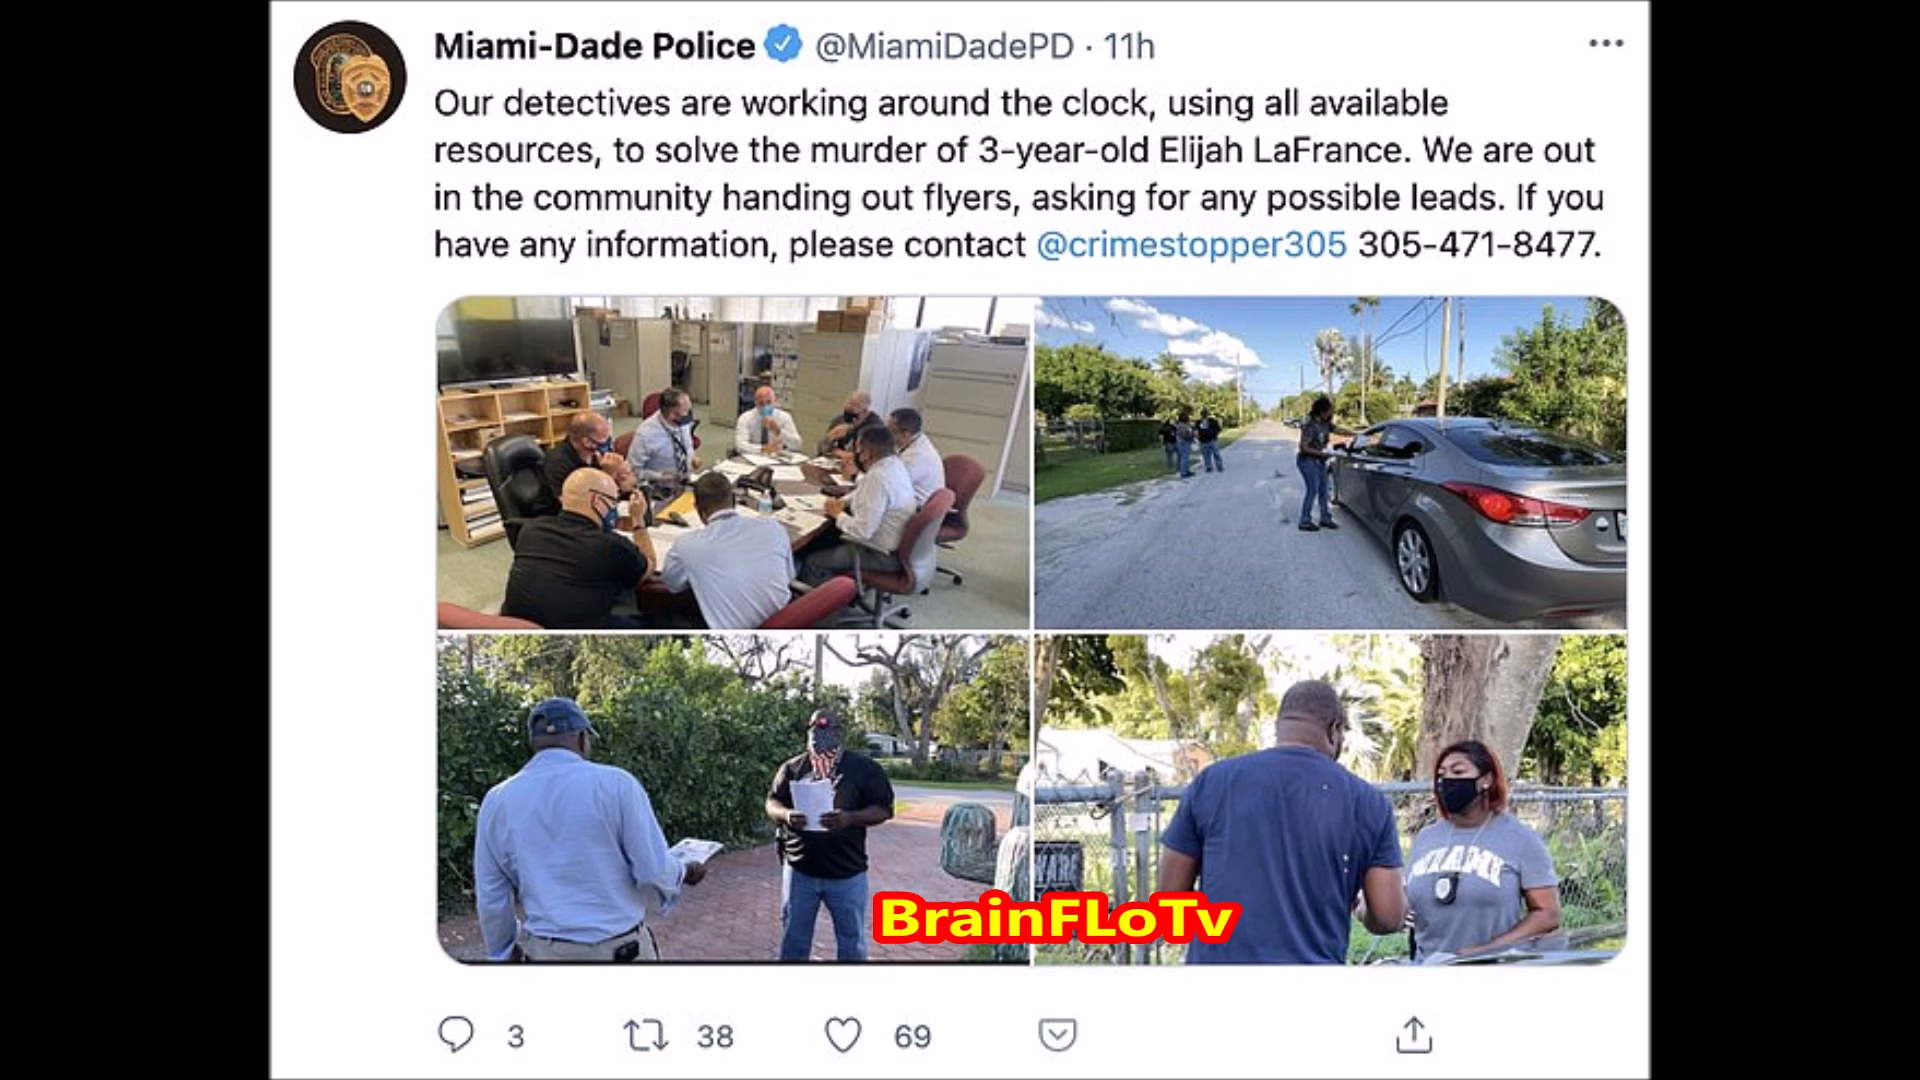 Miami-Dade Police @MiamiDadePD · 11h
Our detectives are working around the clock, using all available
resources, to solve the murder of 3-year-old Elijah LaFrance. We are out
in the community handing out flyers, asking for any possible leads. If you
have any information, please contact @crimestopper305 305-471-8477.
MIAMI
BrainFLoTv
3 38 69